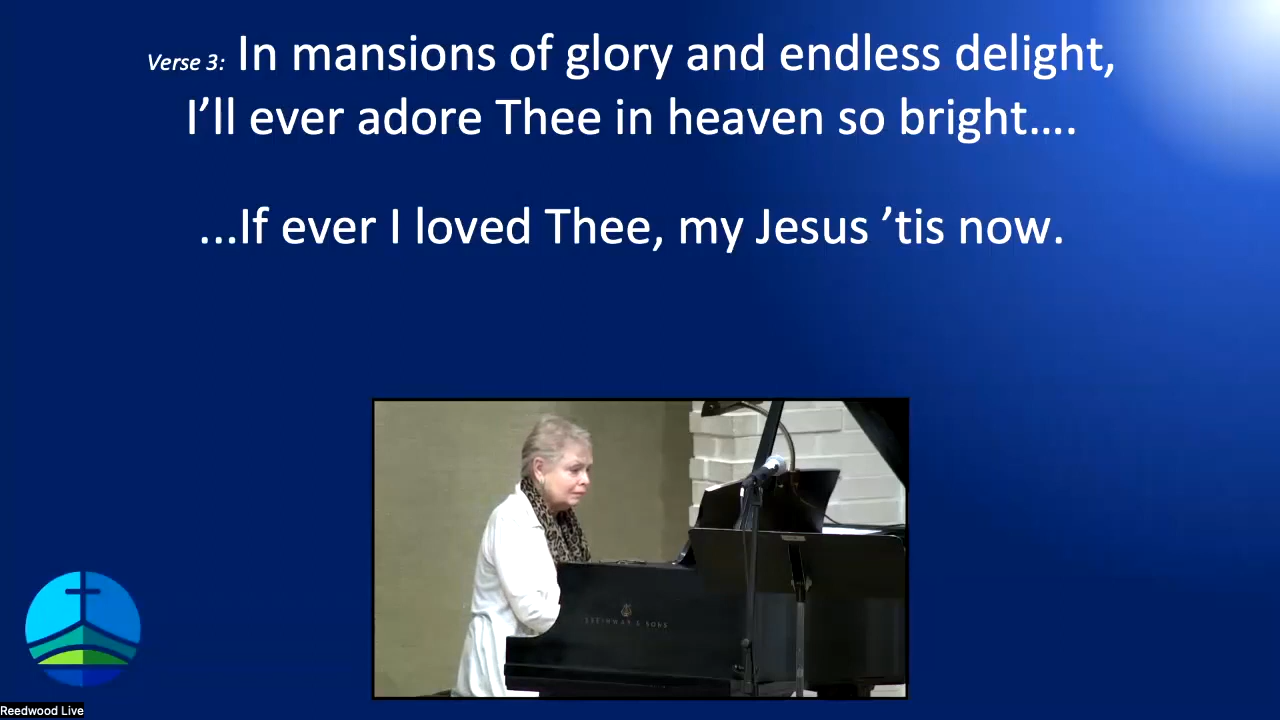 Verse 3: In mansions of glory and endless delight,
I’ll ever adore Thee in heaven so bright….
...If ever I loved Thee, my Jesus ’tis now.
STEINWAY & SONS
Reedwood Live